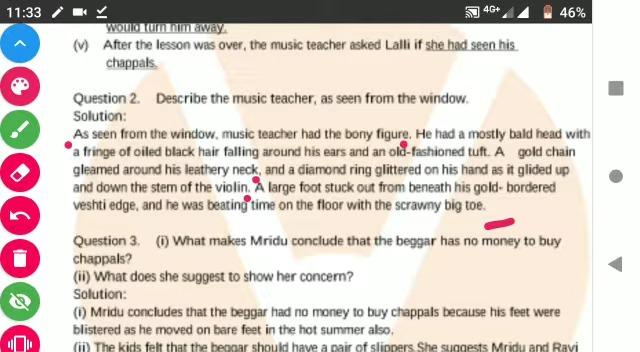 11:33
4G+
46%
would turn him away.
(v) After the lesson was over, the music teacher asked Lalli if she had seen his
chappals.
Question 2. Describe the music teacher, as seen from the window.
Solution:
As seen from the window, music teacher had the bony figure. He had a mostly bald head with
a fringe of oiled black hair falling around his ears and an old-fashioned tuft. A gold chain
gleamed around his leathery neck, and a diamond ring glittered on his hand as it glided up
and down the stem of the violin. A large foot stuck out from beneath his gold- bordered
veshti edge, and he was beating time on the floor with the scrawny big toe.
Question 3. (i) What makes Mridu conclude that the beggar has no money to buy
chappals?
(ii) What does she suggest to show her concern?
Solution:
(i) Mridu concludes that the beggar had no money to buy chappals because his feet were
blistered as he moved on bare feet in the hot summer also.
(ii) The kids felt that the beggar should have a pair of slippers.She suggests Mridu and Ravi